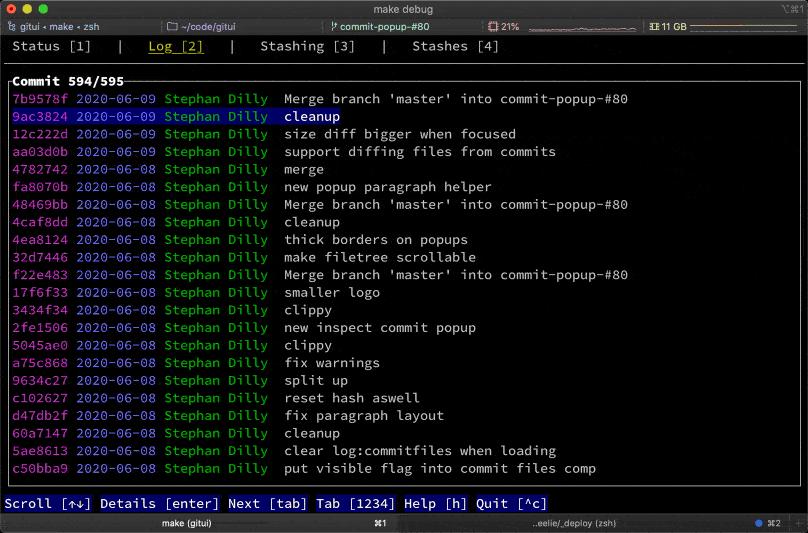 make debug ⌥⌘1
gitui • make • zsh ~/code/gitui commit-popup-#80 21% 11 GB
Status [1] | Log [2] | Stashing [3] | Stashes [4]
Commit 594/595
7b9578f 2020-06-09 Stephan Dilly Merge branch 'master' into commit-popup-#80
9ac3824 2020-06-09 Stephan Dilly cleanup
12c222d 2020-06-09 Stephan Dilly size diff bigger when focused
aa03d0b 2020-06-09 Stephan Dilly support diffing files from commits
4782742 2020-06-08 Stephan Dilly merge
fa8070b 2020-06-08 Stephan Dilly new popup paragraph helper
48469bb 2020-06-08 Stephan Dilly Merge branch 'master' into commit-popup-#80
4caf8dd 2020-06-08 Stephan Dilly cleanup
4ea8124 2020-06-08 Stephan Dilly thick borders on popups
32d7446 2020-06-08 Stephan Dilly make filetree scrollable
f22e483 2020-06-08 Stephan Dilly Merge branch 'master' into commit-popup-#80
17f6f33 2020-06-08 Stephan Dilly smaller logo
3434f34 2020-06-08 Stephan Dilly clippy
2fe1506 2020-06-08 Stephan Dilly new inspect commit popup
5045ae0 2020-06-08 Stephan Dilly clippy
a75c868 2020-06-08 Stephan Dilly fix warnings
9634c27 2020-06-08 Stephan Dilly split up
c102627 2020-06-08 Stephan Dilly reset hash aswell
d47db2f 2020-06-08 Stephan Dilly fix paragraph layout
60a7147 2020-06-08 Stephan Dilly cleanup
5ae8613 2020-06-08 Stephan Dilly clear log:commitfiles when loading
c50bba9 2020-06-08 Stephan Dilly put visible flag into commit files comp
Scroll [↑↓] Details [enter] Next [tab] Tab [1234] Help [h] Quit [^c]
make (gitui) ⌘1 ..eelie/_deploy (zsh) ⌘2